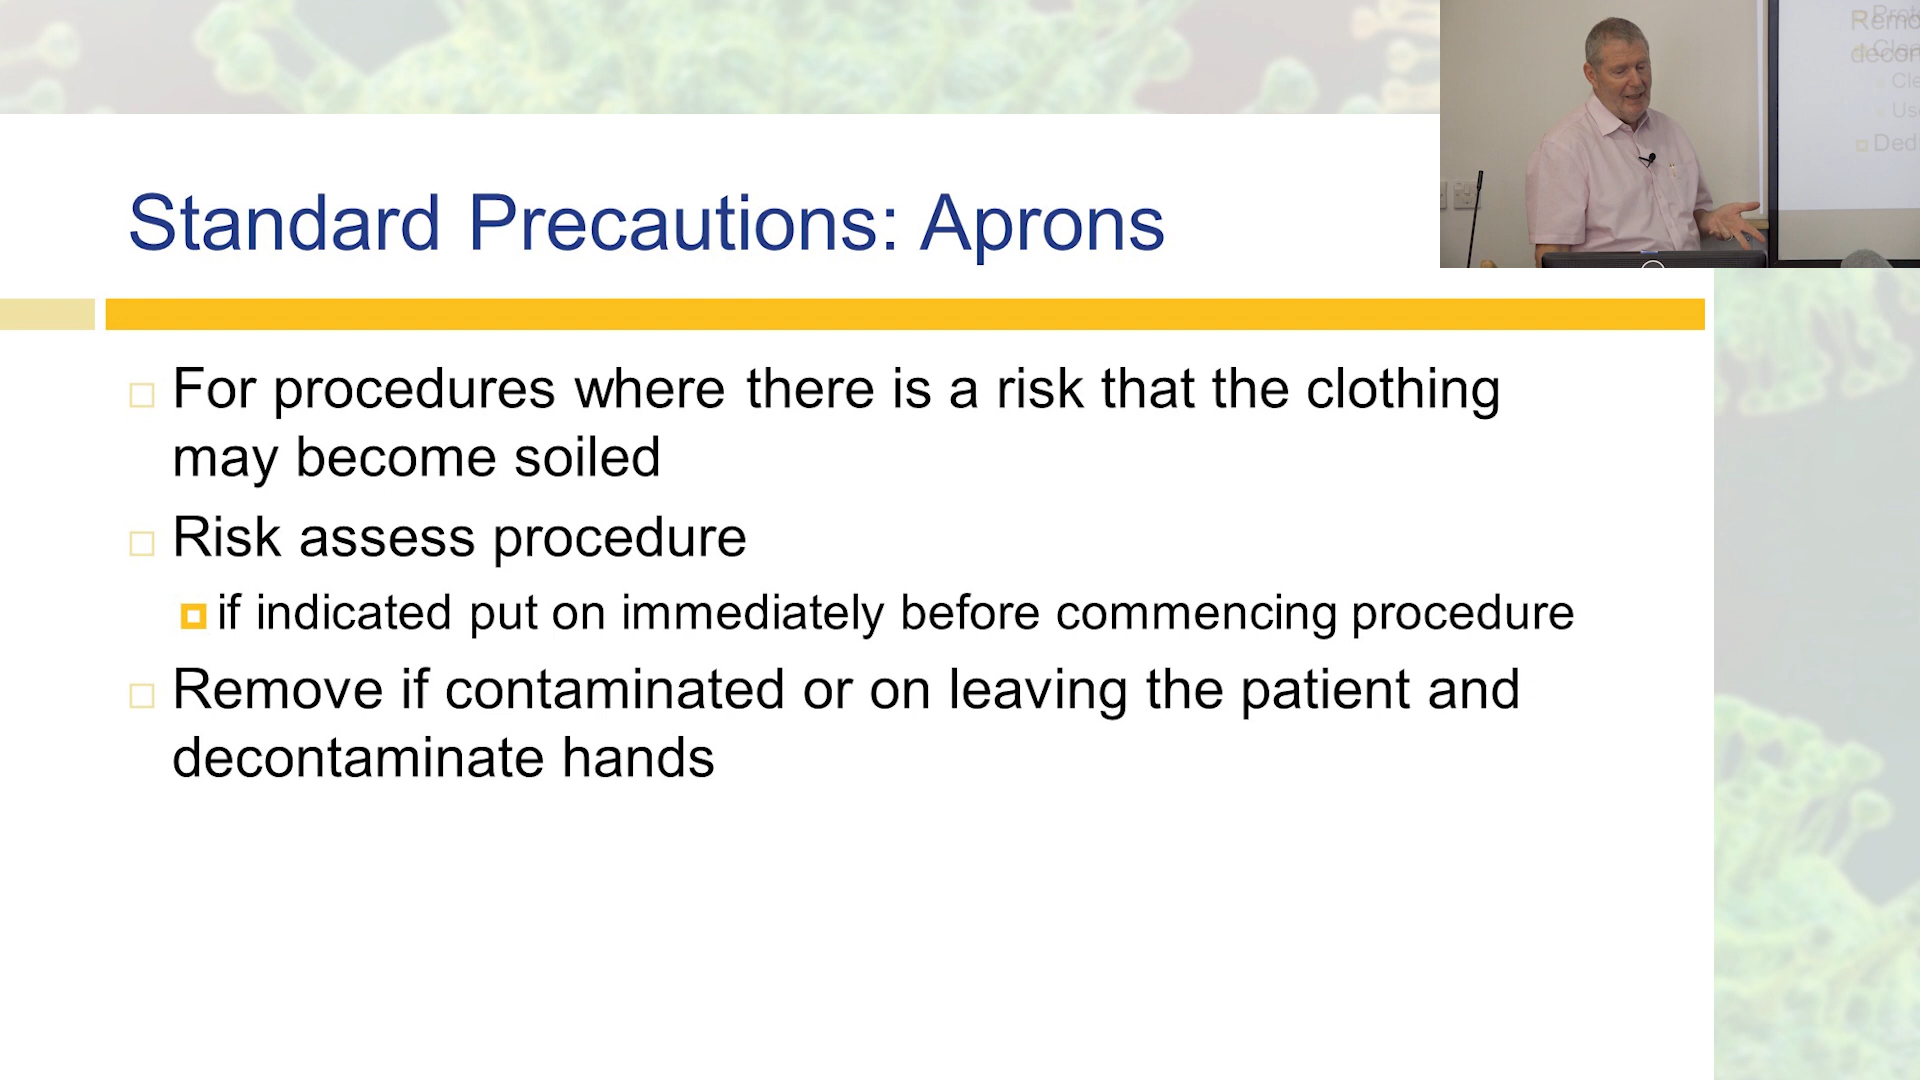 Standard Precautions: Aprons
For procedures where there is a risk that the clothing
may become soiled
Risk assess procedure
if indicated put on immediately before commencing procedure
Remove if contaminated or on leaving the patient and
decontaminate hands